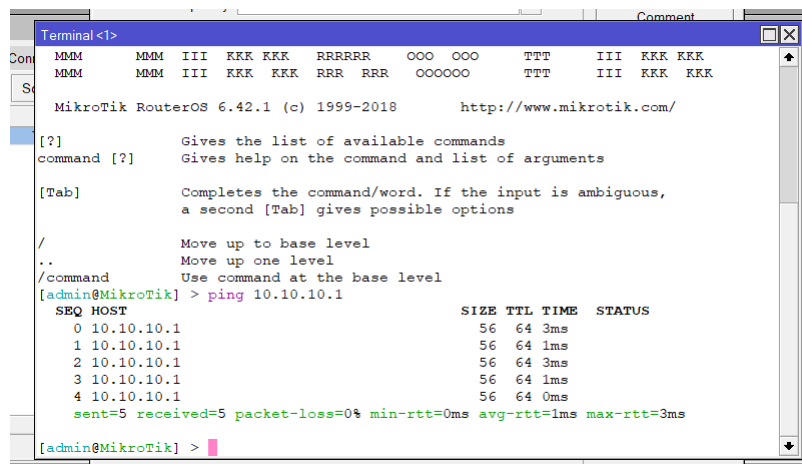 Comment
Terminal <1>
MMM MMM III KKK KKK RRRRRR OOO OOO TTT III KKK KKK
MMM MMM III KKK KKK RRR RRR OOOOOO TTT III KKK KKK
MikroTik RouterOS 6.42.1 (c) 1999-2018 http://www.mikrotik.com/
[?] Gives the list of available commands
command [?] Gives help on the command and list of arguments
[Tab] Completes the command/word. If the input is ambiguous,
a second [Tab] gives possible options
/ Move up to base level
.. Move up one level
/command Use command at the base level
[admin@MikroTik] > ping 10.10.10.1
SEQ HOST SIZE TTL TIME STATUS
0 10.10.10.1 56 64 3ms
1 10.10.10.1 56 64 1ms
2 10.10.10.1 56 64 3ms
3 10.10.10.1 56 64 1ms
4 10.10.10.1 56 64 0ms
sent=5 received=5 packet-loss=0% min-rtt=0ms avg-rtt=1ms max-rtt=3ms
[admin@MikroTik] >